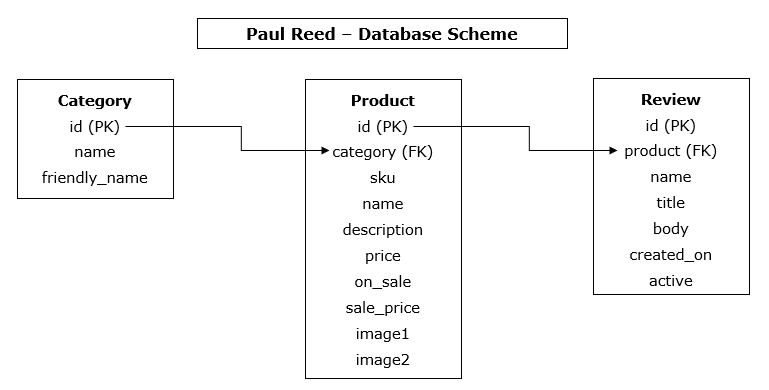 Paul Reed – Database Scheme
Category
id (PK)
name
friendly_name
Product
id (PK)
category (FK)
sku
name
description
price
on_sale
sale_price
image1
image2
Review
id (PK)
product (FK)
name
title
body
created_on
active